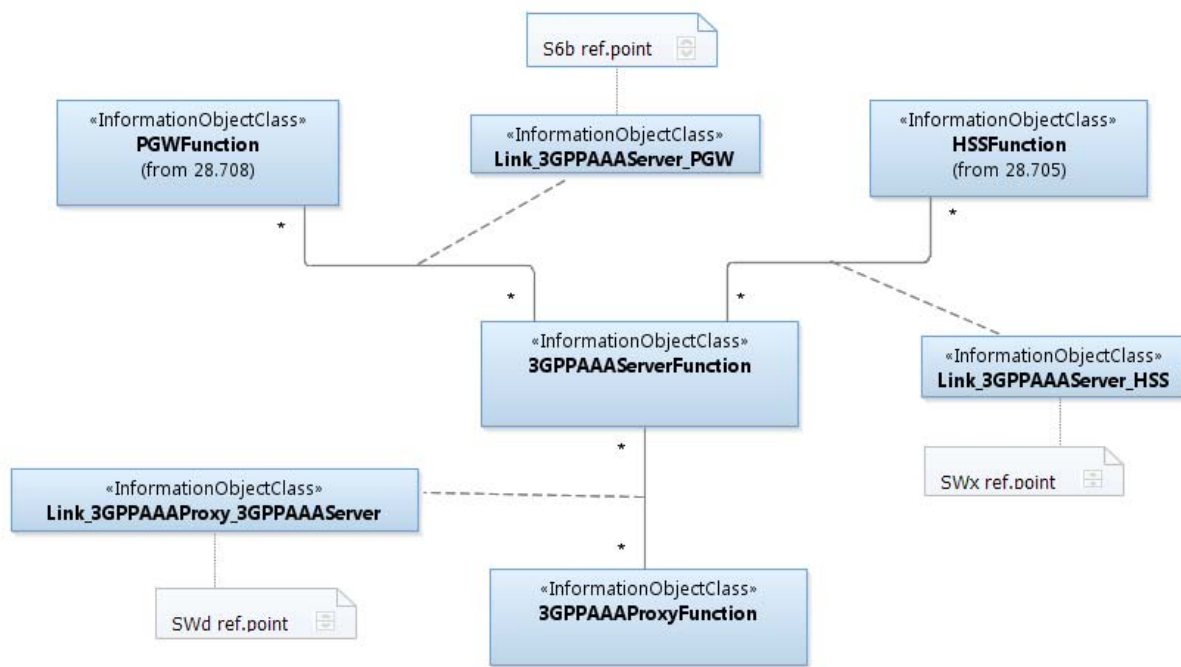 S6b ref.point
«InformationObjectClass»
PGWFunction
(from 28.708)
«InformationObjectClass»
Link_3GPPAAAServer_PGW
«InformationObjectClass»
HSSFunction
(from 28.705)
*
*
*
*
«InformationObjectClass»
3GPPAAAServerFunction
«InformationObjectClass»
Link_3GPPAAAServer_HSS
*
SWx ref.point
«InformationObjectClass»
Link_3GPPAAAProxy_3GPPAAAServer
*
«InformationObjectClass»
3GPPAAAProxyFunction
SWd ref.point